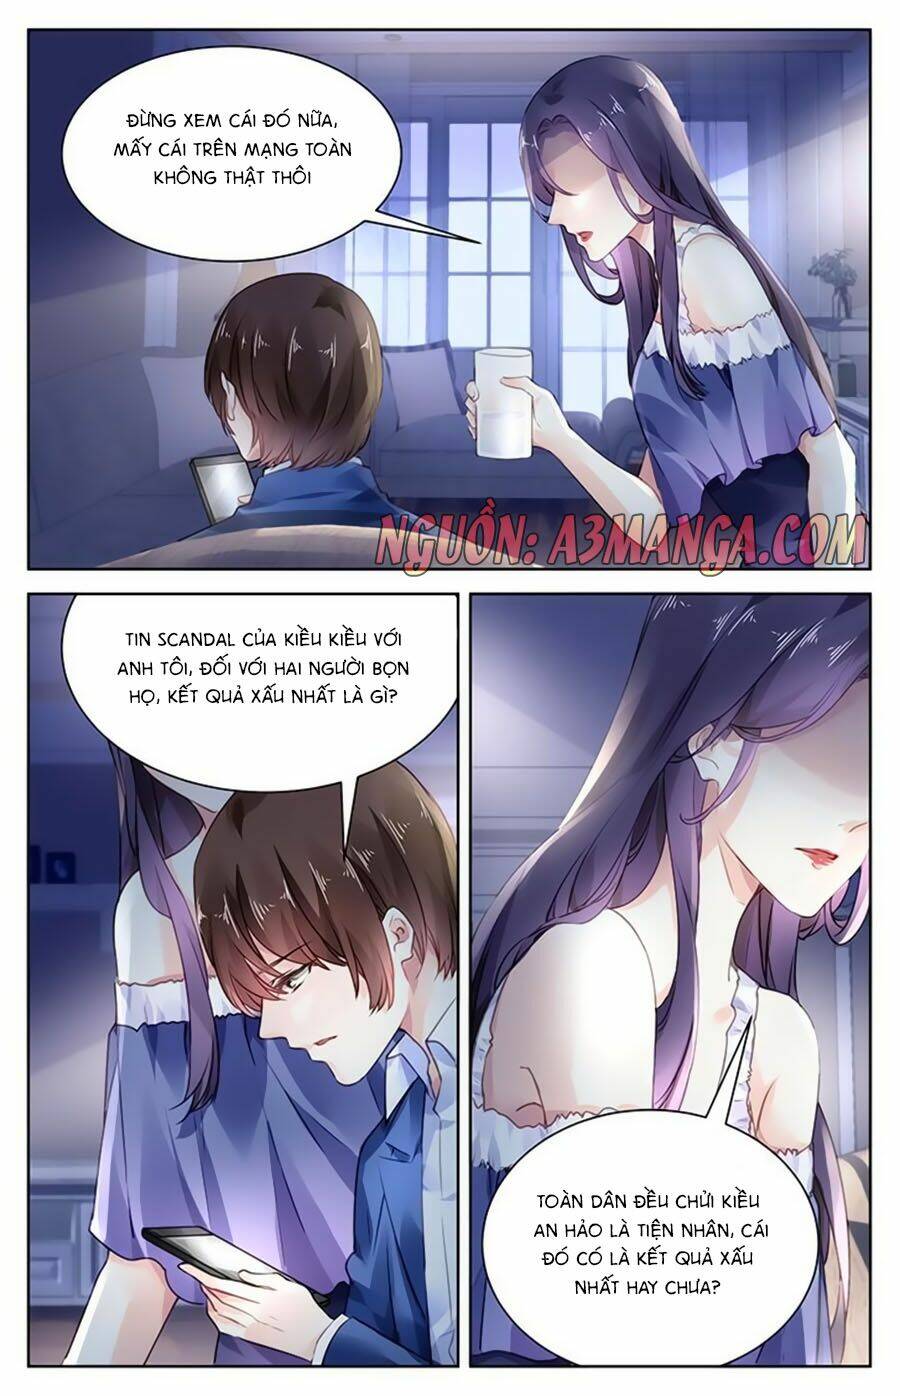 ĐỪNG XEM CÁI ĐÓ NỮA,
MẤY CÁI TRÊN MẠNG TOÀN
KHÔNG THẬT THÔI
NGUỒN: A3MANGA.COM
TIN SCANDAL CỦA KIỀU KIỀU VỚI
ANH TÔI, ĐỐI VỚI HAI NGƯỜI BỌN
HỌ, KẾT QUẢ XẤU NHẤT LÀ GÌ?
TOÀN DÂN ĐỀU CHỬI KIỀU
AN HẢO LÀ TIỆN NHÂN, CÁI
ĐÓ CÓ LÀ KẾT QUẢ XẤU
NHẤT HAY CHƯA?